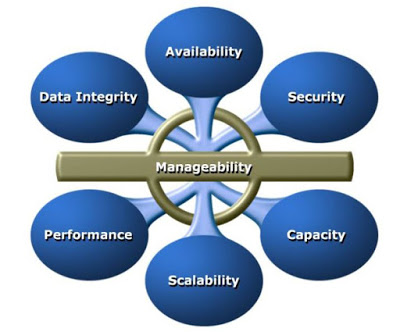 Availability
Data Integrity
Security
Manageability
Performance
Capacity
Scalability